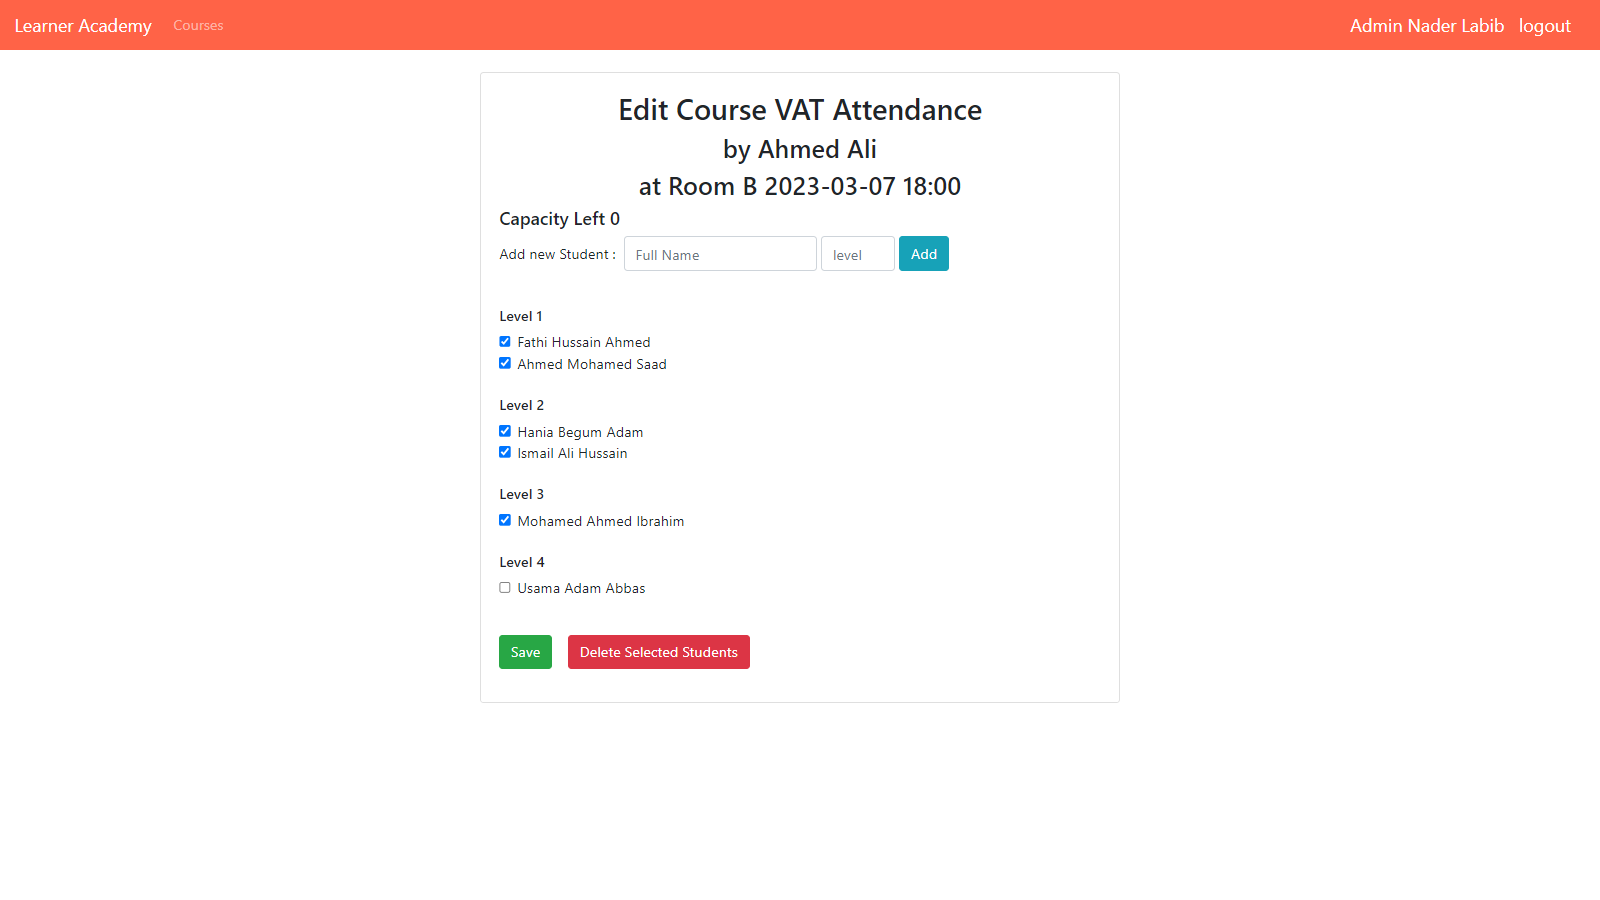 Learner Academy Courses Admin Nader Labib logout
Edit Course VAT Attendance
by Ahmed Ali
at Room B 2023-03-07 18:00
Capacity Left 0
Add new Student : Full Name level Add
Level 1
Fathi Hussain Ahmed
Ahmed Mohamed Saad
Level 2
Hania Begum Adam
Ismail Ali Hussain
Level 3
Mohamed Ahmed Ibrahim
Level 4
Usama Adam Abbas
Save Delete Selected Students